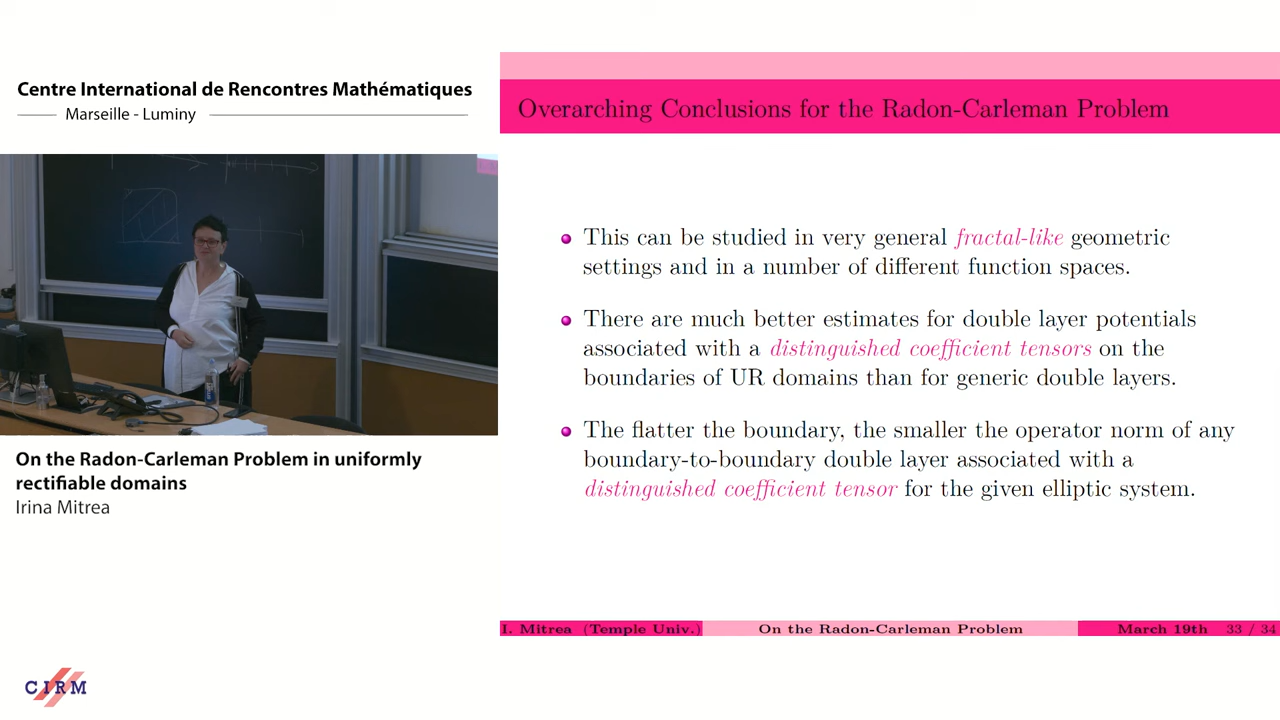 Centre International de Rencontres Mathématiques
Marseille - Luminy
On the Radon-Carleman Problem in uniformly
rectifiable domains
Irina Mitrea
CIRM
Overarching Conclusions for the Radon-Carleman Problem
This can be studied in very general fractal-like geometric
settings and in a number of different function spaces.
There are much better estimates for double layer potentials
associated with a distinguished coefficient tensors on the
boundaries of UR domains than for generic double layers.
The flatter the boundary, the smaller the operator norm of any
boundary-to-boundary double layer associated with a
distinguished coefficient tensor for the given elliptic system.
I. Mitrea (Temple Univ.) On the Radon-Carleman Problem March 19th 33 / 34